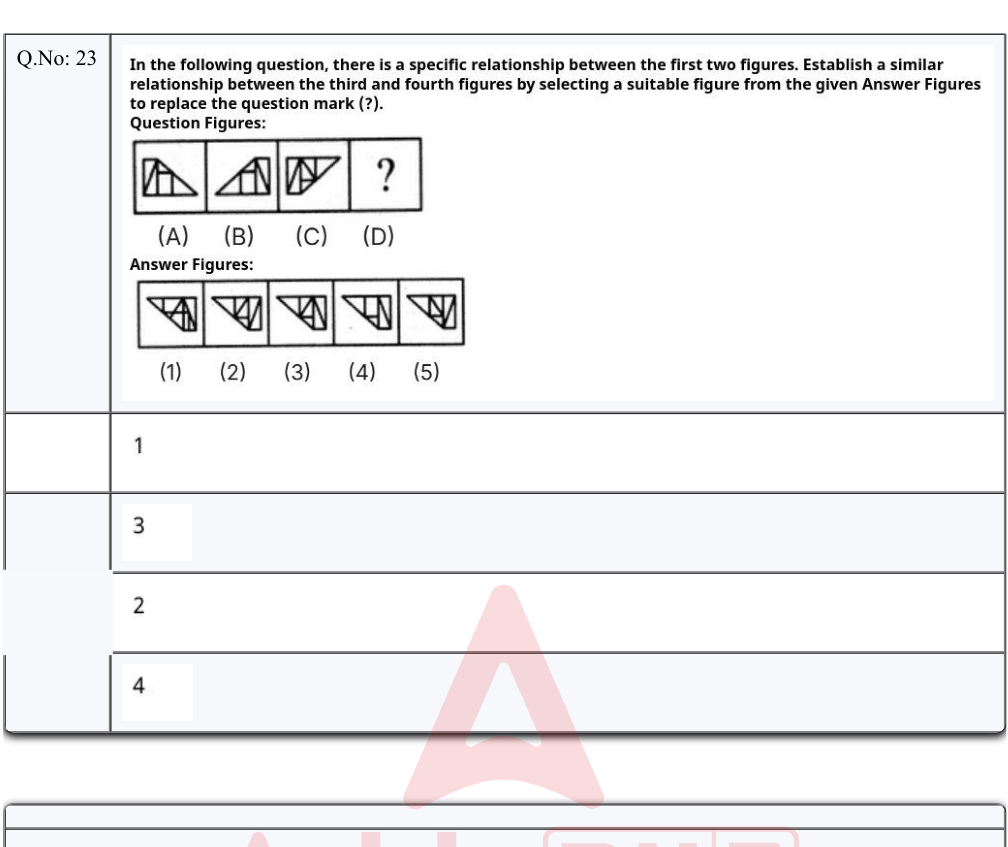 Q.No: 23
In the following question, there is a specific relationship between the first two figures. Establish a similar
relationship between the third and fourth figures by selecting a suitable figure from the given Answer Figures
to replace the question mark (?).
Question Figures:
?
(A) (B) (C) (D)
Answer Figures:
(1) (2) (3) (4) (5)
1
3
2
4